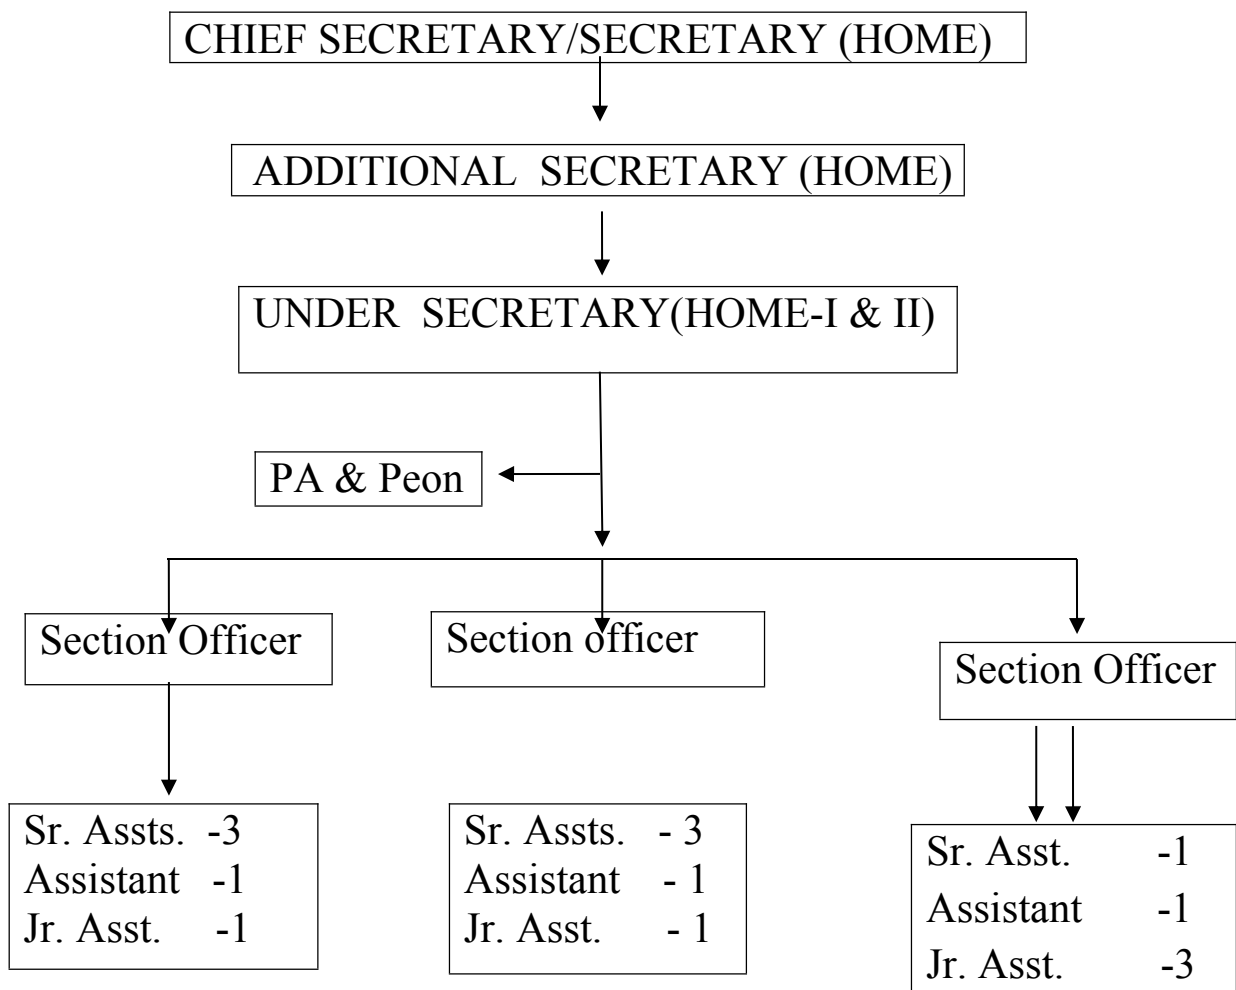 CHIEF SECRETARY/SECRETARY (HOME)
ADDITIONAL SECRETARY (HOME)
UNDER SECRETARY(HOME-I & II)
PA & Peon
Section Officer
Section officer
Section Officer
Sr. Assts. -3
Assistant -1
Jr. Asst. -1
Sr. Assts. - 3
Assistant - 1
Jr. Asst. - 1
Sr. Asst. -1
Assistant -1
Jr. Asst. -3